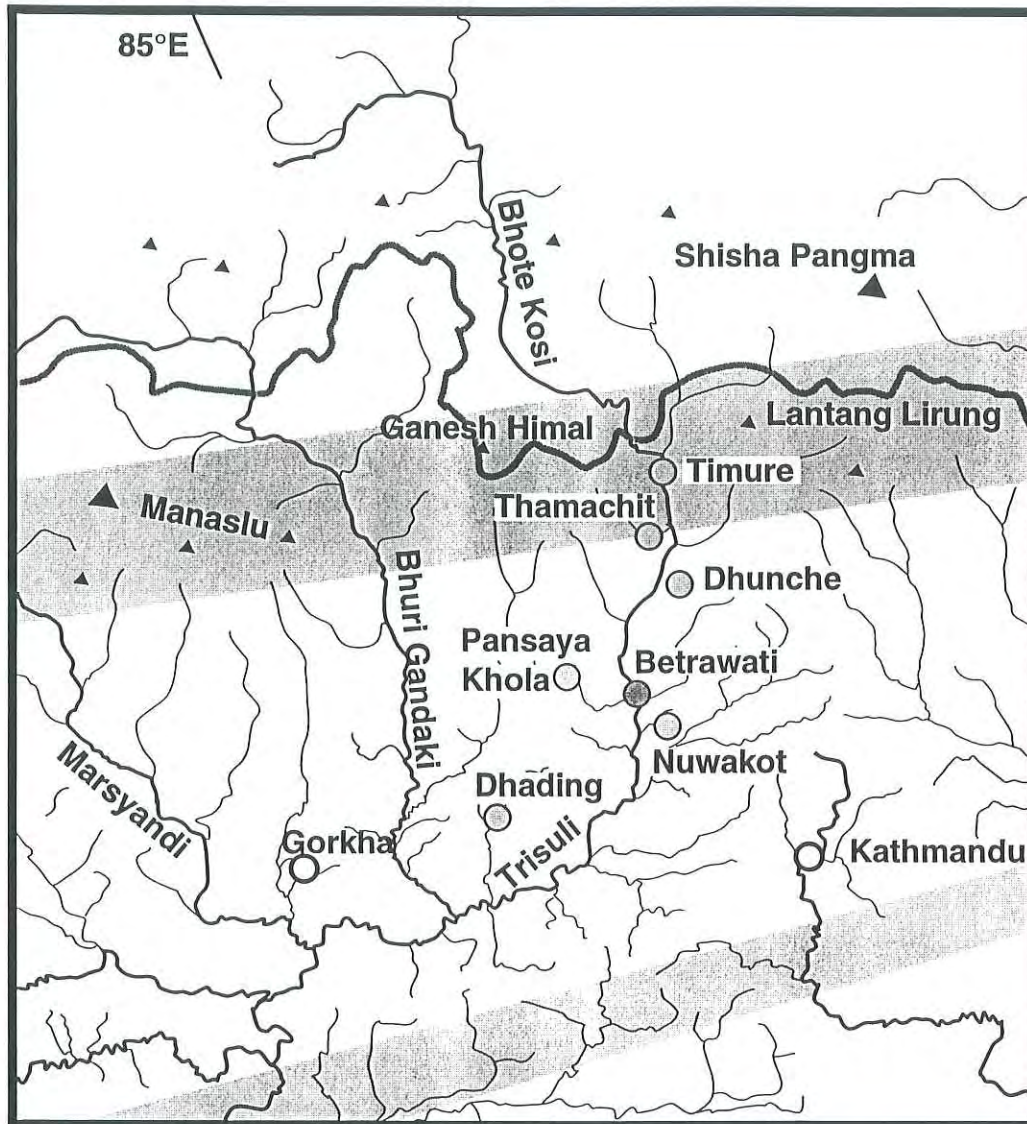 85°E
Bhote Kosi
Shisha Pangma
Ganesh Himal
Lantang Lirung
Timure
Manaslu
Thamachit
Bhuri Gandaki
Dhunche
Pansaya
Khola
Betrawati
Marsyandi
Nuwakot
Dhading
Trisuli
Gorkha
Kathmandu